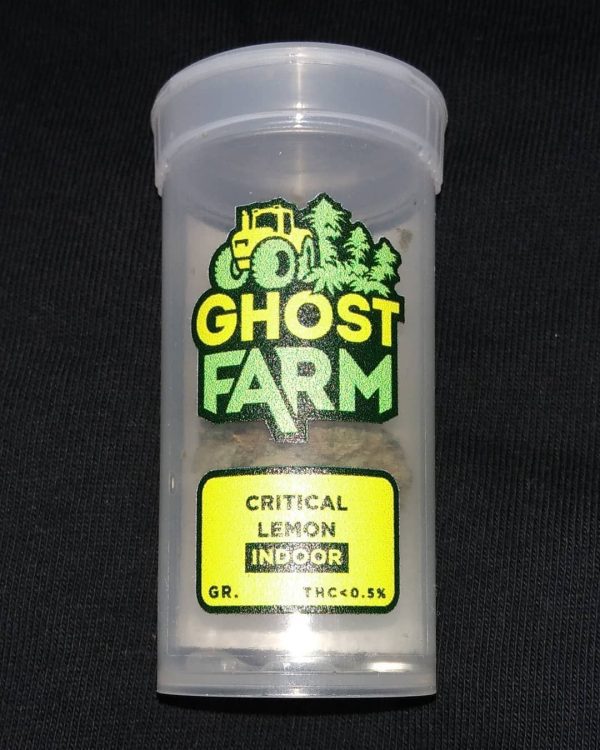 GHOST
FARM
CRITICAL
LEMON
INDOOR
GR. THC<0.5%